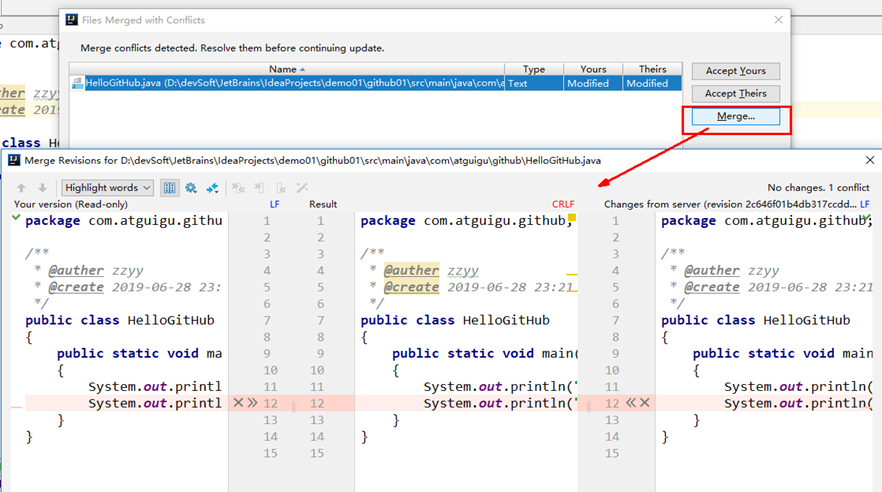 Files Merged with Conflicts
Merge conflicts detected. Resolve them before continuing update.
Name Type Yours Theirs
HelloGitHub.java (D:\devSoft\JetBrains\IdeaProjects\demo01\github01\src\main\java\com\a Text Modified Modified
Accept Yours
Accept Theirs
Merge...
com.atgu
ther zzy
eate 2019
class He
Merge Revisions for D:\devSoft\JetBrains\IdeaProjects\demo01\github01\src\main\java\com\atguigu\github\HelloGitHub.java
Highlight words
No changes. 1 conflict
Your version (Read-only) LF Result CRLF Changes from server (revision 2c646f01b4db317ccdd... LF
package com.atguigu.githu 1 1 package com.atguigu.github; 1 package com.atguigu.github;
2 2 2
/** 3 3 /** 3 /**
* @auther zzyy 4 4 * @auther zzyy 4 * @auther zzyy
* @create 2019-06-28 23: 5 5 * @create 2019-06-28 23:21 5 * @create 2019-06-28 23:21
*/ 6 6 */ 6 */
public class HelloGitHub 7 7 public class HelloGitHub 7 public class HelloGitHub
{ 8 8 { 8 {
public static void ma 9 9 public static void main( 9 public static void main
{ 10 10 { 10 {
System.out.printl 11 11 System.out.println(" 11 System.out.println(
System.out.printl 12 12 System.out.println(" 12 System.out.println(
} 13 13 } 13 }
} 14 14 } 14 }
15 15 15